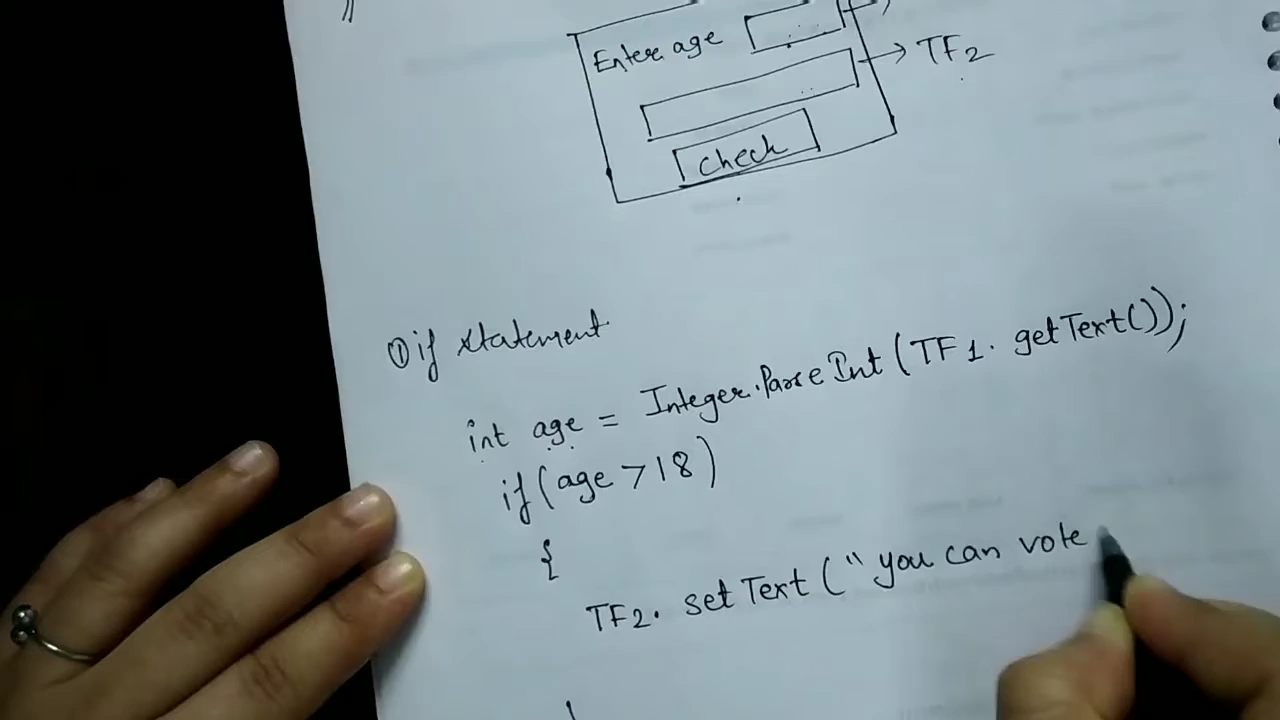 Enter age
TF2
check
① if statement
int age = Integer.ParseInt (TF1. getText());
if (age > 18)
{
TF2. setText (" you can vote